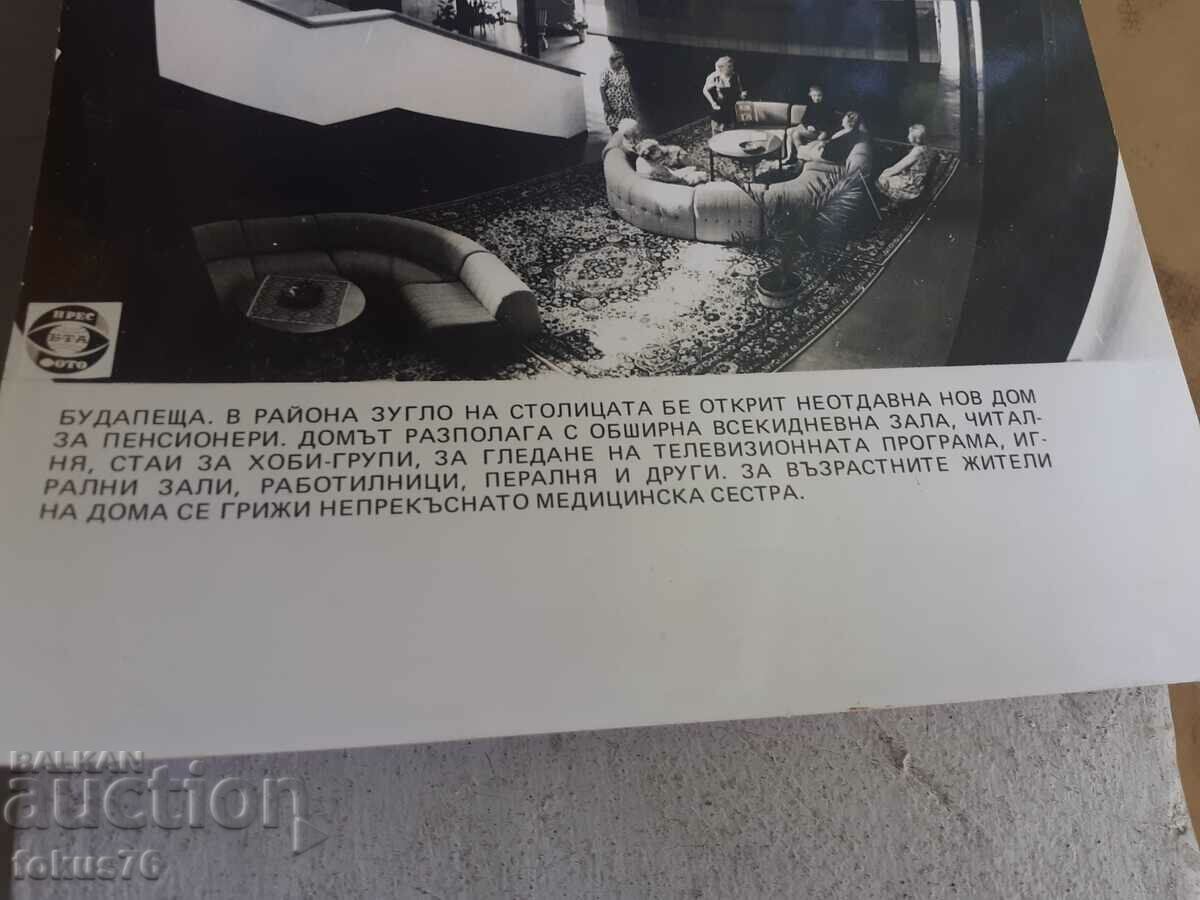 ПРЕС
БТА
ФОТО
БУДАПЕЩА. В РАЙОНА ЗУГЛО НА СТОЛИЦАТА БЕ ОТКРИТ НЕОТДАВНА НОВ ДОМ
ЗА ПЕНСИОНЕРИ. ДОМЪТ РАЗПОЛАГА С ОБШИРНА ВСЕКИДНЕВНА ЗАЛА, ЧИТАЛ-
НЯ, СТАИ ЗА ХОБИ-ГРУПИ, ЗА ГЛЕДАНЕ НА ТЕЛЕВИЗИОННАТА ПРОГРАМА, ИГ-
РАЛНИ ЗАЛИ, РАБОТИЛНИЦИ, ПЕРАЛНЯ И ДРУГИ. ЗА ВЪЗРАСТНИТЕ ЖИТЕЛИ
НА ДОМА СЕ ГРИЖИ НЕПРЕКЪСНАТО МЕДИЦИНСКА СЕСТРА.
BALKAN
auction
fokus76